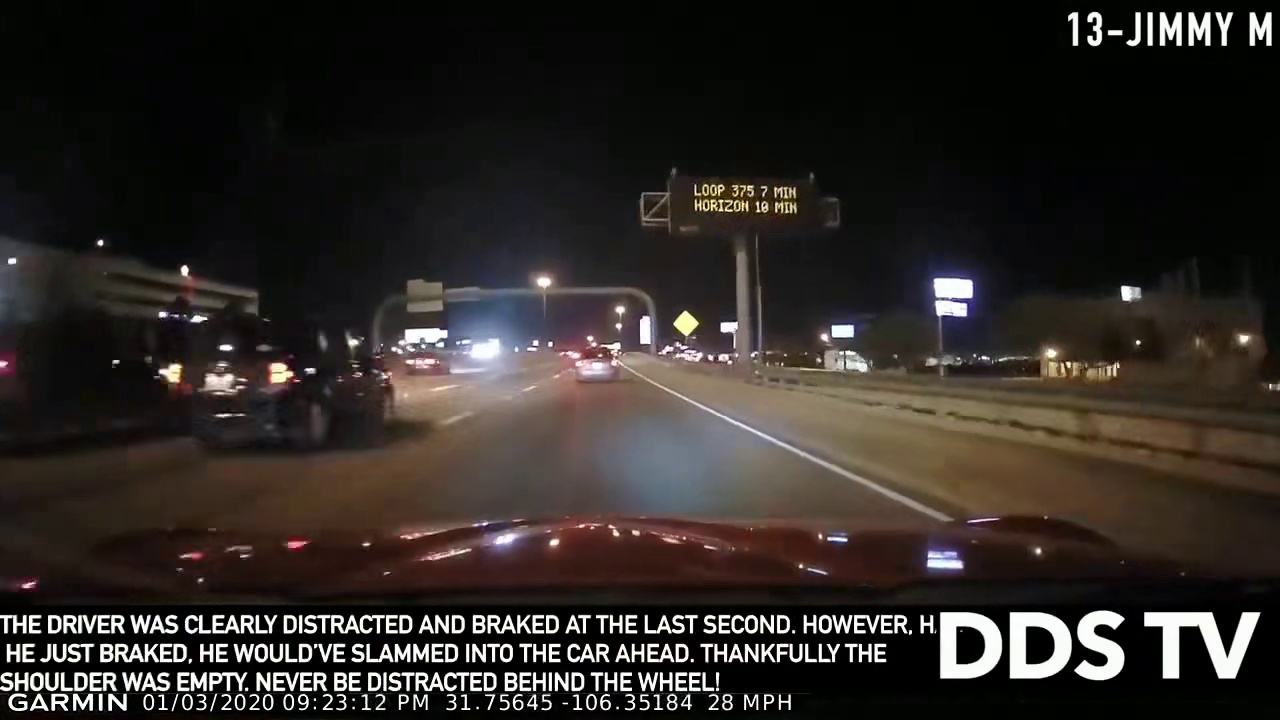 13-JIMMY M
LOOP 375 7 MIN
HORIZON 10 MIN
THE DRIVER WAS CLEARLY DISTRACTED AND BRAKED AT THE LAST SECOND. HOWEVER,
HE JUST BRAKED, HE WOULD'VE SLAMMED INTO THE CAR AHEAD. THANKFULLY THE
SHOULDER WAS EMPTY. NEVER BE DISTRACTED BEHIND THE WHEEL!
DDS TV
GARMIN 01/03/2020 09:23:12 PM 31.75645 -106.35184 28 MPH